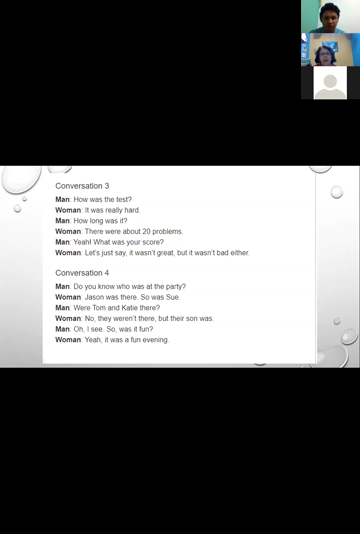 Conversation 3
Man: How was the test?
Woman: It was really hard.
Man: How long was it?
Woman: There were about 20 problems.
Man: Yeah! What was your score?
Woman: Let's just say, it wasn't great, but it wasn't bad either.
Conversation 4
Man: Do you know who was at the party?
Woman: Jason was there. So was Sue.
Man: Were Tom and Katie there?
Woman: No, they weren't there, but their son was.
Man: Oh, I see. So, was it fun?
Woman: Yeah, it was a fun evening.